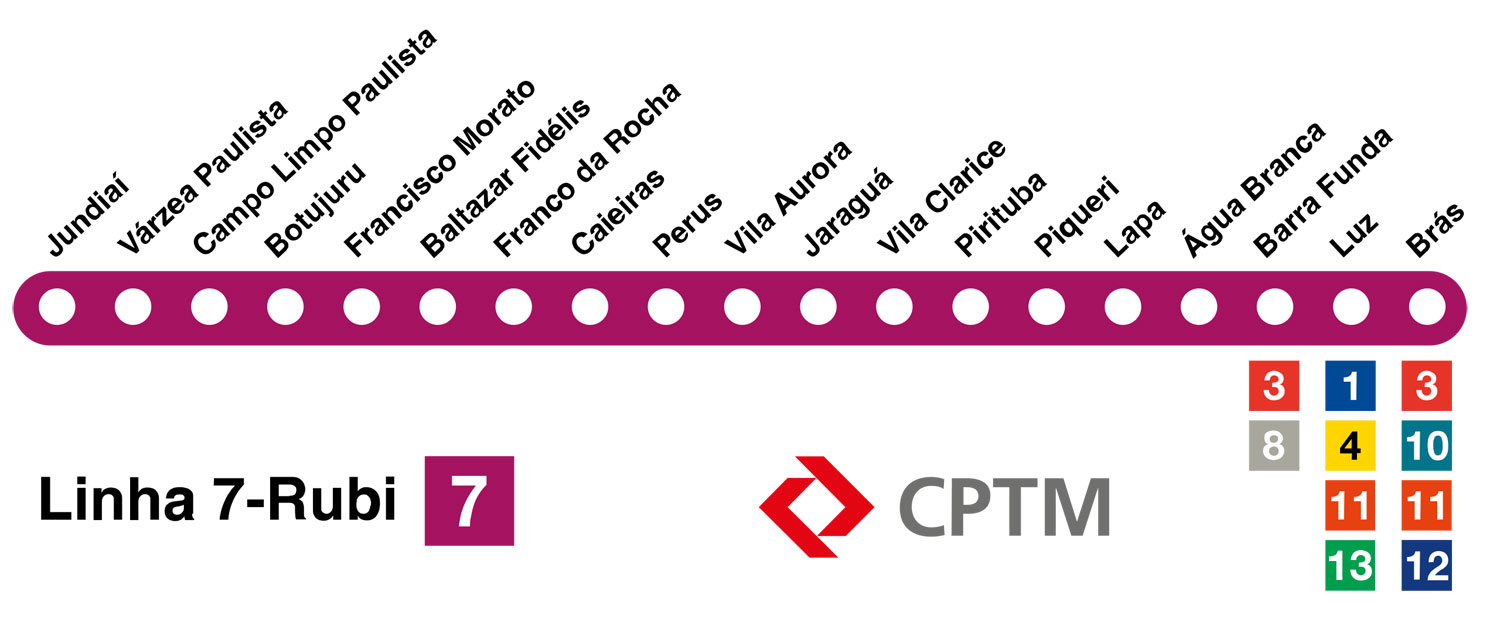 Jundiaí
Várzea Paulista
Campo Limpo Paulista
Botujuru
Francisco Morato
Baltazar Fidélis
Franco da Rocha
Caieiras
Perus
Vila Aurora
Jaraguá
Vila Clarice
Pirituba
Piqueri
Lapa
Água Branca
Barra Funda
Luz
Brás
3 1 3
8 4 10
11 11
13 12
Linha 7-Rubi 7
CPTM